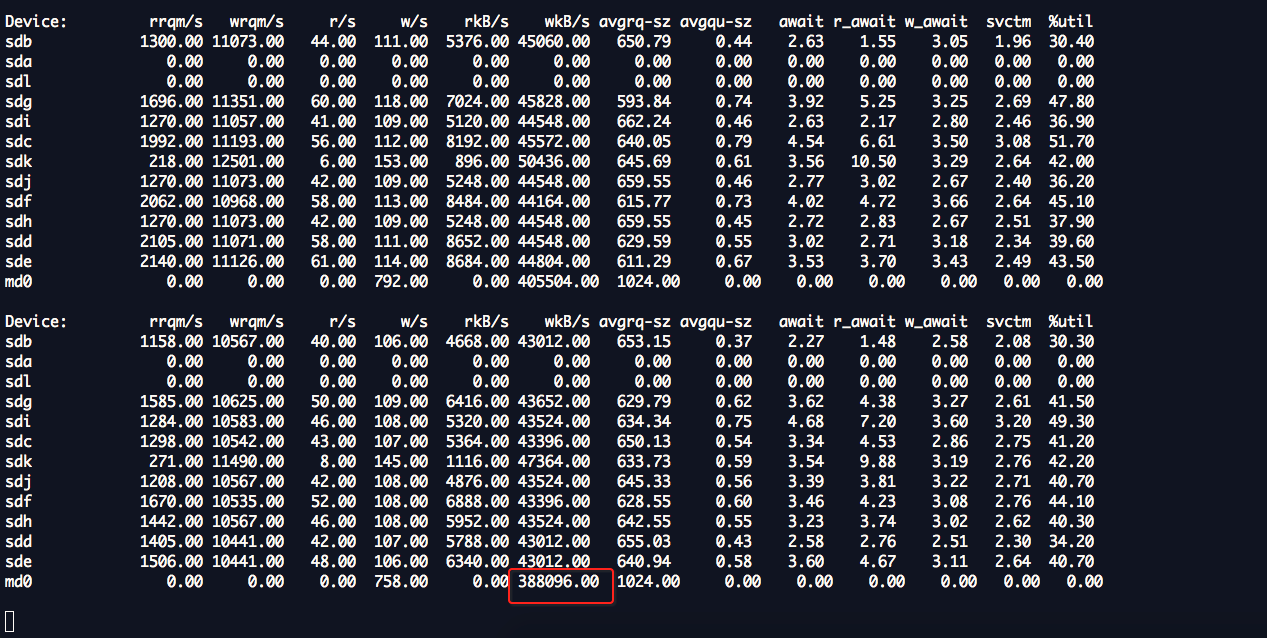 Device: rrqm/s wrqm/s r/s w/s rkB/s wkB/s avgrq-sz avgqu-sz await r_await w_await svctm %util
sdb 1300.00 11073.00 44.00 111.00 5376.00 45060.00 650.79 0.44 2.63 1.55 3.05 1.96 30.40
sda 0.00 0.00 0.00 0.00 0.00 0.00 0.00 0.00 0.00 0.00 0.00 0.00 0.00
sdl 0.00 0.00 0.00 0.00 0.00 0.00 0.00 0.00 0.00 0.00 0.00 0.00 0.00
sdg 1696.00 11351.00 60.00 118.00 7024.00 45828.00 593.84 0.74 3.92 5.25 3.25 2.69 47.80
sdi 1270.00 11057.00 41.00 109.00 5120.00 44548.00 662.24 0.46 2.63 2.17 2.80 2.46 36.90
sdc 1992.00 11193.00 56.00 112.00 8192.00 45572.00 640.05 0.79 4.54 6.61 3.50 3.08 51.70
sdk 218.00 12501.00 6.00 153.00 896.00 50436.00 645.69 0.61 3.56 10.50 3.29 2.64 42.00
sdj 1270.00 11073.00 42.00 109.00 5248.00 44548.00 659.55 0.46 2.77 3.02 2.67 2.40 36.20
sdf 2062.00 10968.00 58.00 113.00 8484.00 44164.00 615.77 0.73 4.02 4.72 3.66 2.64 45.10
sdh 1270.00 11073.00 42.00 109.00 5248.00 44548.00 659.55 0.45 2.72 2.83 2.67 2.51 37.90
sdd 2105.00 11071.00 58.00 111.00 8652.00 44548.00 629.59 0.55 3.02 2.71 3.18 2.34 39.60
sde 2140.00 11126.00 61.00 114.00 8684.00 44804.00 611.29 0.67 3.53 3.70 3.43 2.49 43.50
md0 0.00 0.00 0.00 792.00 0.00 405504.00 1024.00 0.00 0.00 0.00 0.00 0.00 0.00
Device: rrqm/s wrqm/s r/s w/s rkB/s wkB/s avgrq-sz avgqu-sz await r_await w_await svctm %util
sdb 1158.00 10567.00 40.00 106.00 4668.00 43012.00 653.15 0.37 2.27 1.48 2.58 2.08 30.30
sda 0.00 0.00 0.00 0.00 0.00 0.00 0.00 0.00 0.00 0.00 0.00 0.00 0.00
sdl 0.00 0.00 0.00 0.00 0.00 0.00 0.00 0.00 0.00 0.00 0.00 0.00 0.00
sdg 1585.00 10625.00 50.00 109.00 6416.00 43652.00 629.79 0.62 3.62 4.38 3.27 2.61 41.50
sdi 1284.00 10583.00 46.00 108.00 5320.00 43524.00 634.34 0.75 4.68 7.20 3.60 3.20 49.30
sdc 1298.00 10542.00 43.00 107.00 5364.00 43396.00 650.13 0.54 3.34 4.53 2.86 2.75 41.20
sdk 271.00 11490.00 8.00 145.00 1116.00 47364.00 633.73 0.59 3.54 9.88 3.19 2.76 42.20
sdj 1208.00 10567.00 42.00 108.00 4876.00 43524.00 645.33 0.56 3.39 3.81 3.22 2.71 40.70
sdf 1670.00 10535.00 52.00 108.00 6888.00 43396.00 628.55 0.60 3.46 4.23 3.08 2.76 44.10
sdh 1442.00 10567.00 46.00 108.00 5952.00 43524.00 642.55 0.55 3.23 3.74 3.02 2.62 40.30
sdd 1405.00 10441.00 42.00 107.00 5788.00 43012.00 655.03 0.43 2.58 2.76 2.51 2.30 34.20
sde 1506.00 10441.00 48.00 106.00 6340.00 43012.00 640.94 0.58 3.60 4.67 3.11 2.64 40.70
md0 0.00 0.00 0.00 758.00 0.00 388096.00 1024.00 0.00 0.00 0.00 0.00 0.00 0.00